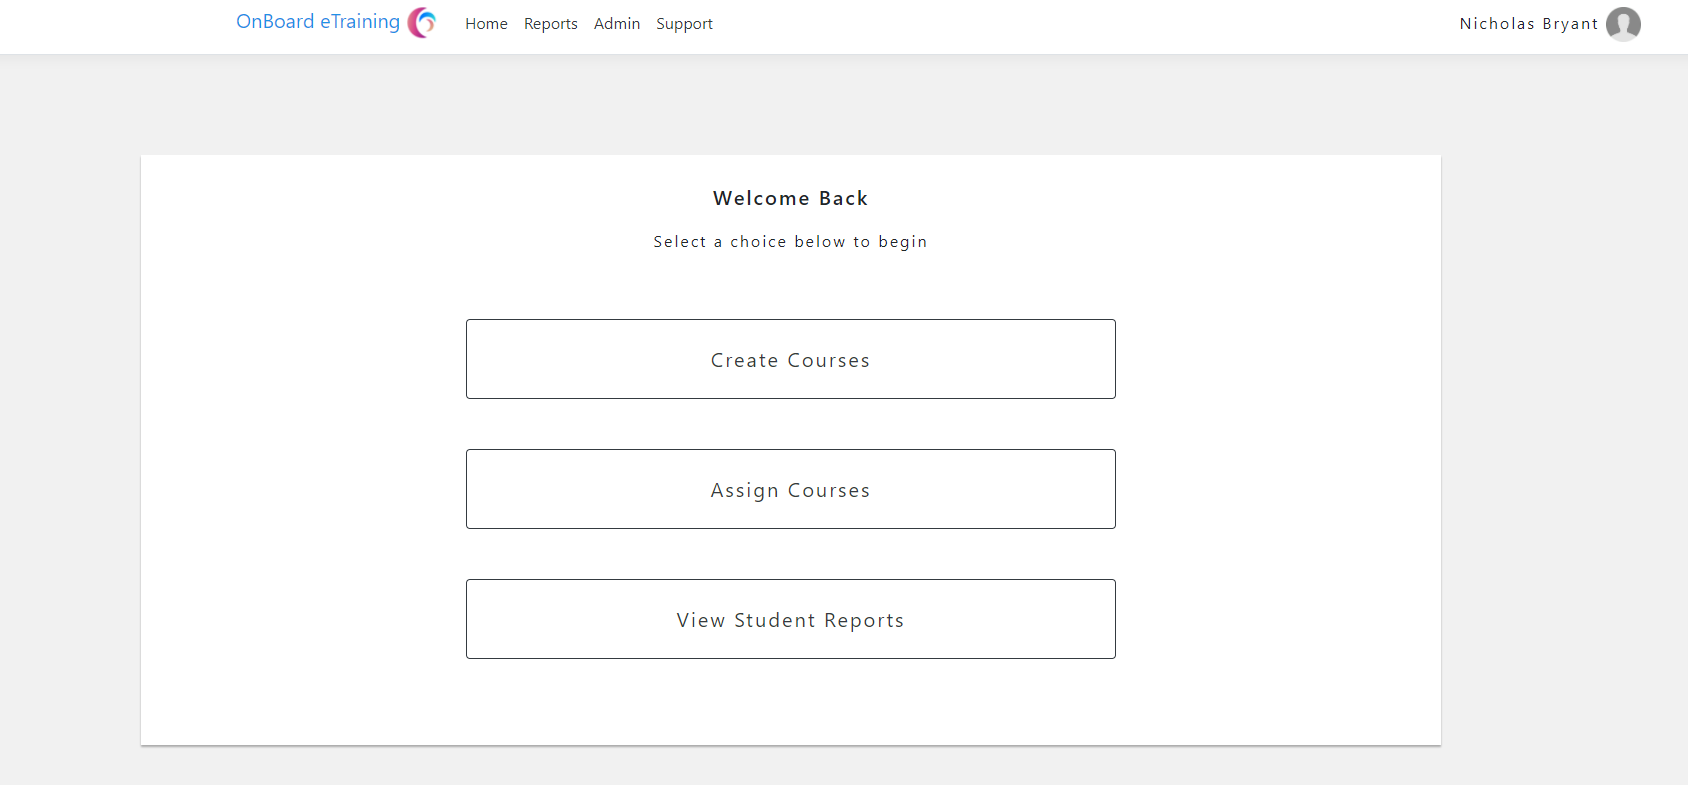 OnBoard eTraining Home Reports Admin Support Nicholas Bryant
Welcome Back
Select a choice below to begin
Create Courses
Assign Courses
View Student Reports